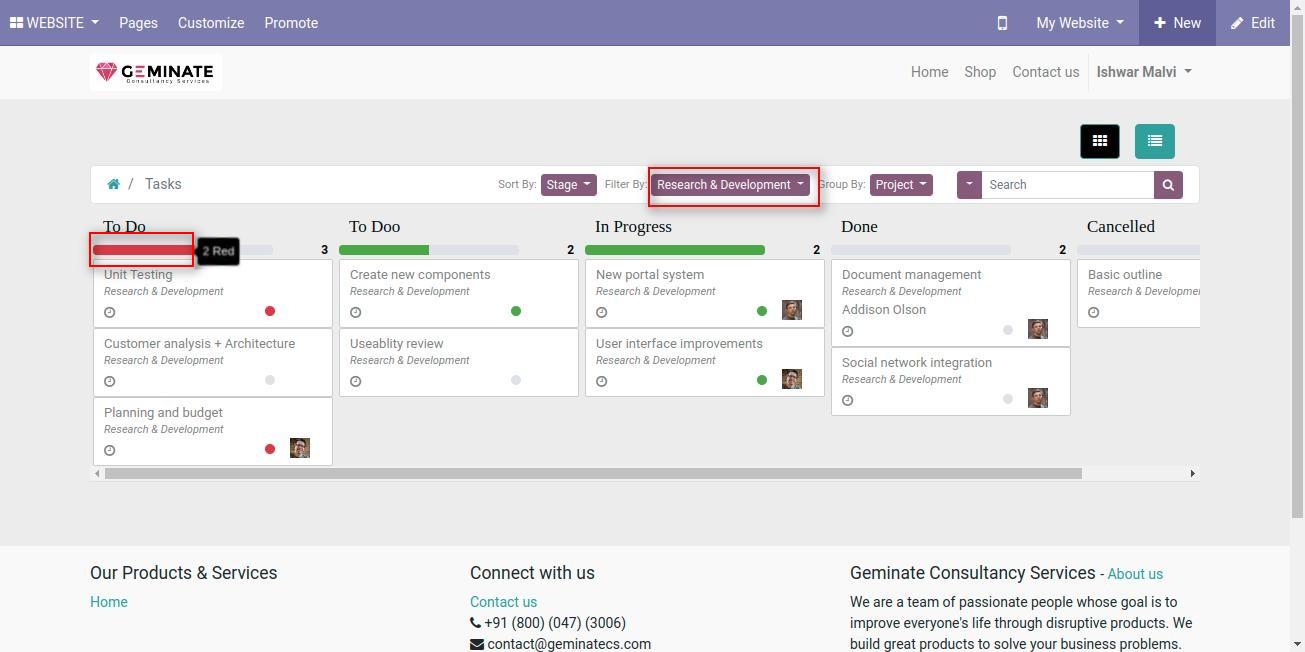 WEBSITE Pages Customize Promote My Website New Edit
GEMINATE
Consultancy Services
Home Shop Contact us Ishwar Malvi
/ Tasks Sort By: Stage Filter By: Research & Development Group By: Project Search
To Do To Doo In Progress Done Cancelled
2 Red 3 2 2 2
Unit Testing
Research & Development
Customer analysis + Architecture
Research & Development
Planning and budget
Research & Development
Create new components
Research & Development
Useablity review
Research & Development
New portal system
Research & Development
User interface improvements
Research & Development
Document management
Research & Development
Addison Olson
Social network integration
Research & Development
Basic outline
Research & Developmen
Our Products & Services
Home
Connect with us
Contact us
+91 (800) (047) (3006)
contact@geminatecs.com
Geminate Consultancy Services - About us
We are a team of passionate people whose goal is to
improve everyone's life through disruptive products. We
build great products to solve your business problems.